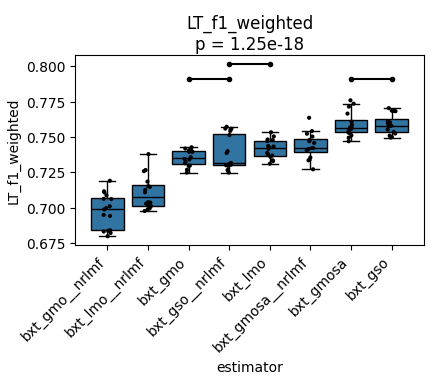 LT_f1_weighted
p = 1.25e-18
LT_f1_weighted
0.800
0.775
0.750
0.725
0.700
0.675
bxt_gmo__nrlmf
bxt_lmo__nrlmf
bxt_gmo
bxt_gso__nrlmf
bxt_lmo
bxt_gmosa__nrlmf
bxt_gmosa
bxt_gso
estimator